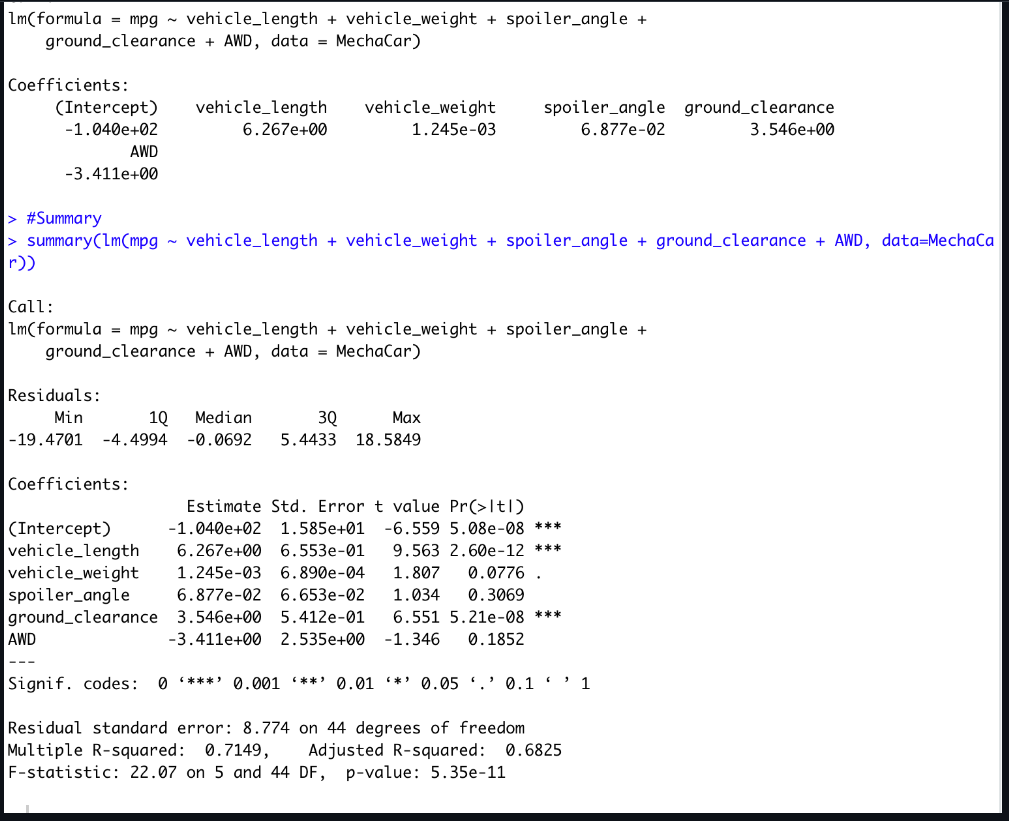 lm(formula = mpg ~ vehicle_length + vehicle_weight + spoiler_angle +
    ground_clearance + AWD, data = MechaCar)

Coefficients:
     (Intercept)    vehicle_length    vehicle_weight     spoiler_angle  ground_clearance
      -1.040e+02         6.267e+00         1.245e-03         6.877e-02         3.546e+00
             AWD
      -3.411e+00

> #Summary
> summary(lm(mpg ~ vehicle_length + vehicle_weight + spoiler_angle + ground_clearance + AWD, data=MechaCa
r))

Call:
lm(formula = mpg ~ vehicle_length + vehicle_weight + spoiler_angle +
    ground_clearance + AWD, data = MechaCar)

Residuals:
     Min       1Q   Median       3Q      Max
-19.4701  -4.4994  -0.0692   5.4433  18.5849

Coefficients:
                   Estimate Std. Error t value Pr(>|t|)
(Intercept)      -1.040e+02  1.585e+01  -6.559 5.08e-08 ***
vehicle_length    6.267e+00  6.553e-01   9.563 2.60e-12 ***
vehicle_weight    1.245e-03  6.890e-04   1.807   0.0776 .
spoiler_angle     6.877e-02  6.653e-02   1.034   0.3069
ground_clearance  3.546e+00  5.412e-01   6.551 5.21e-08 ***
AWD              -3.411e+00  2.535e+00  -1.346   0.1852
---
Signif. codes:  0 ‘***’ 0.001 ‘**’ 0.01 ‘*’ 0.05 ‘.’ 0.1 ‘ ’ 1

Residual standard error: 8.774 on 44 degrees of freedom
Multiple R-squared:  0.7149,    Adjusted R-squared:  0.6825
F-statistic: 22.07 on 5 and 44 DF,  p-value: 5.35e-11